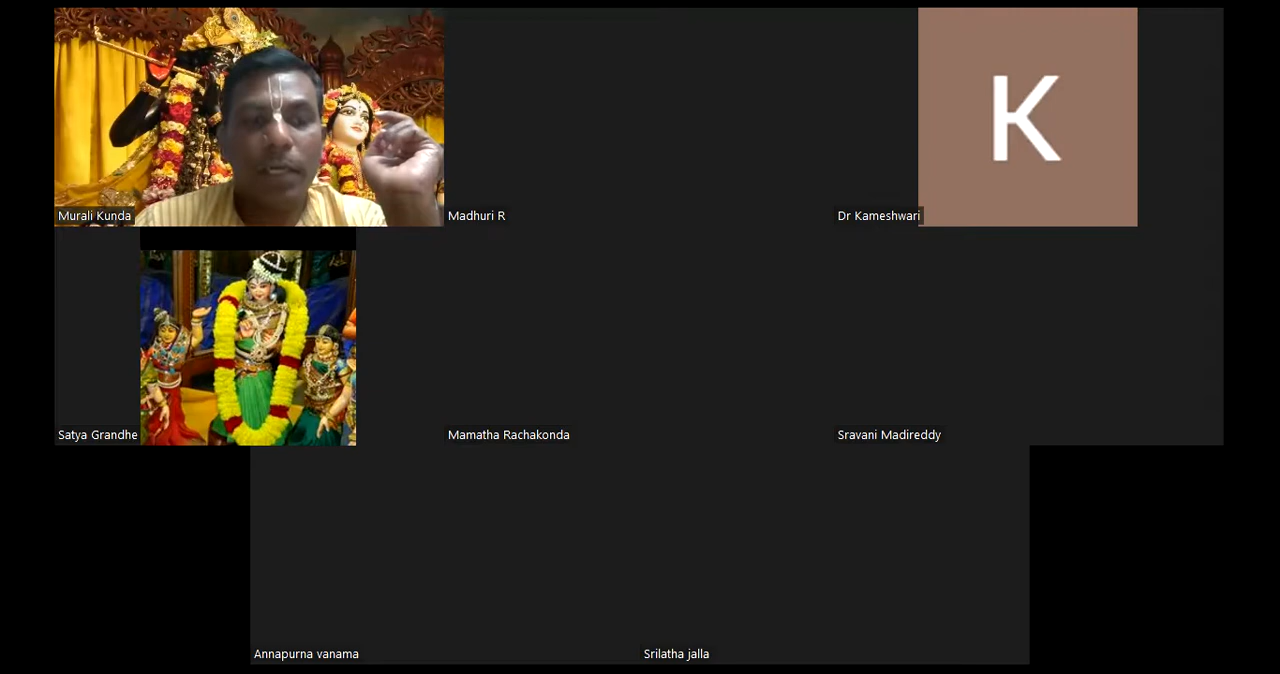 Murali Kunda
Madhuri R
K
Dr Kameshwari
Satya Grandhe
Mamatha Rachakonda
Sravani Madireddy
Annapurna vanama
Srilatha jalla